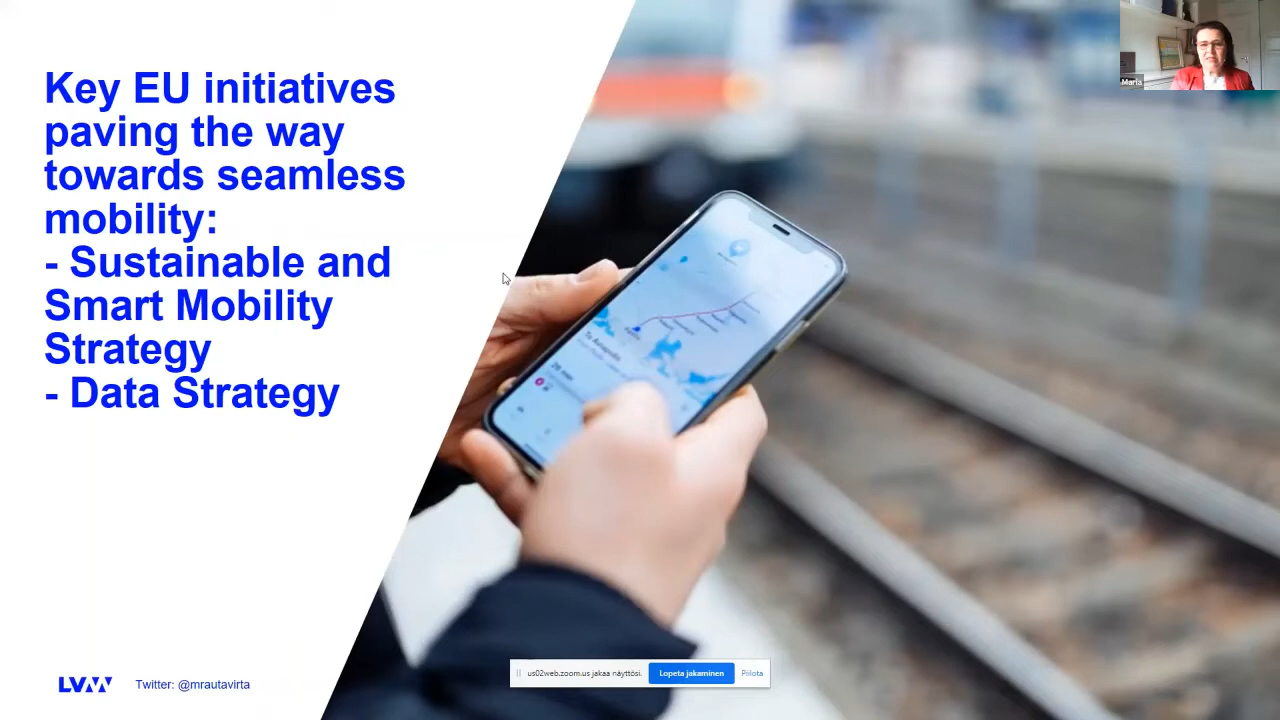 Key EU initiatives
paving the way
towards seamless
mobility:
- Sustainable and
Smart Mobility
Strategy
- Data Strategy
Maria
LVM
Twitter: @mrautavirta
us02web.zoom.us jakaa näyttösi.
Lopeta jakaminen
Piilota